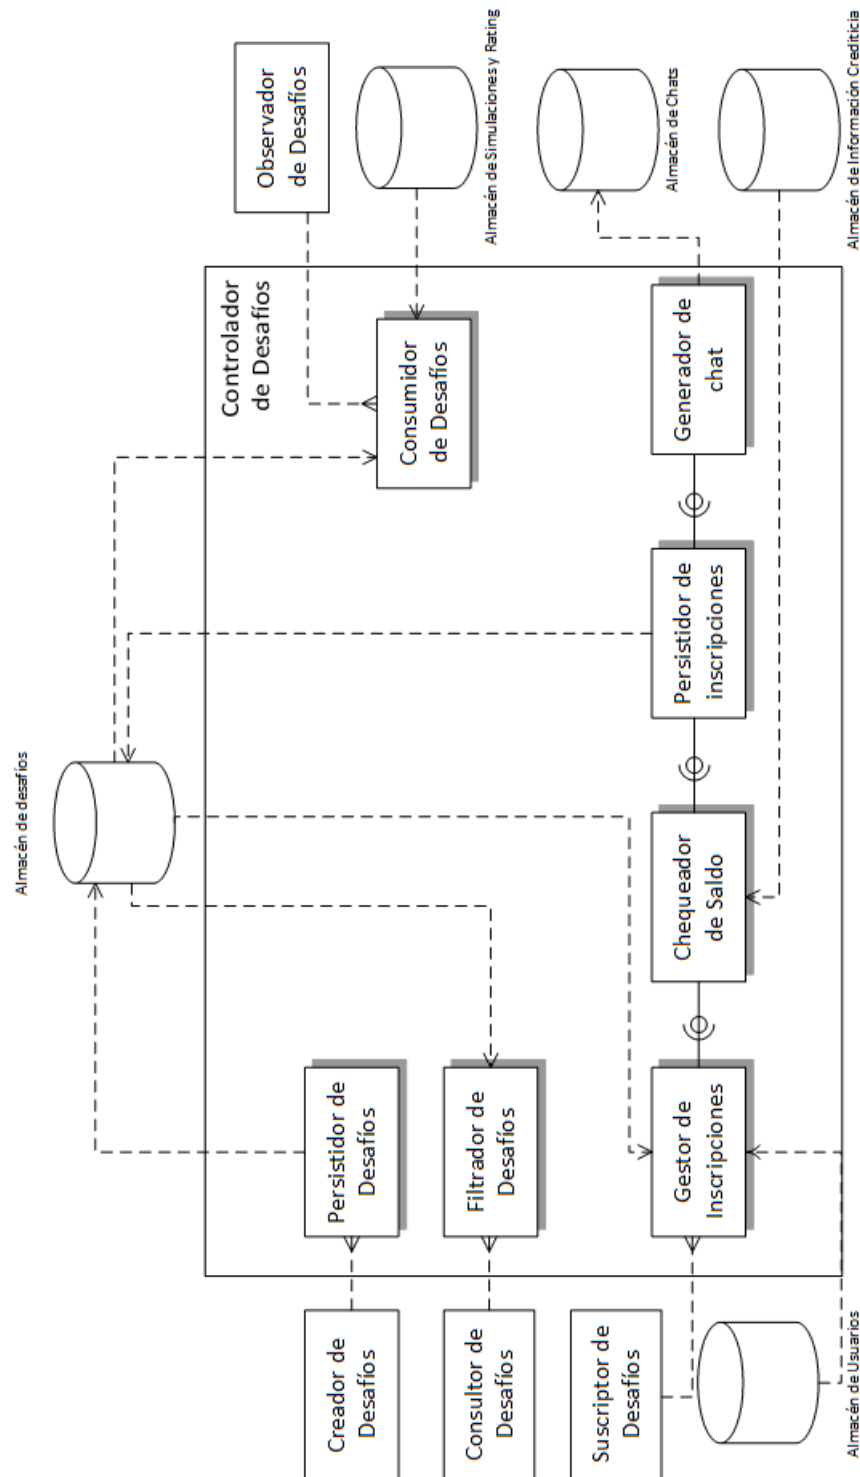 Almacén de desafíos
Creador de
Desafíos
Consultor de
Desafíos
Suscriptor de
Desafíos
Almacén de Usuarios
Controlador
de Desafíos
Persistidor de
Desafíos
Filtrador de
Desafíos
Gestor de
Inscripciones
Chequeador
de Saldo
Persistidor de
inscripciones
Generador de
chat
Consumidor
de Desafíos
Observador
de Desafíos
Almacén de Simulaciones y Rating
Almacén de Chats
Almacén de Información Crediticia